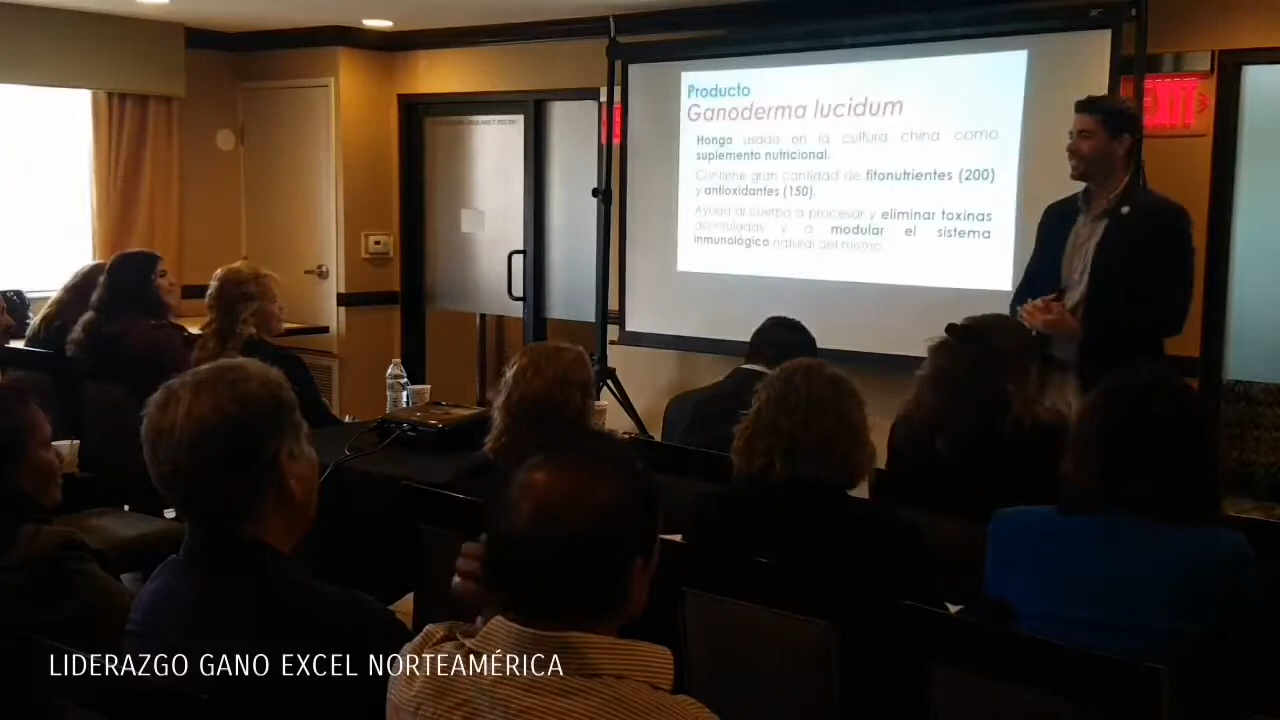 Producto
Ganoderma lucidum
Hongo usado en la cultura china como
suplemento nutricional.
Contiene gran cantidad de fitonutrientes (200)
y antioxidantes (150).
Ayuda al cuerpo a procesar y eliminar toxinas
acumuladas y a modular el sistema
inmunológico natural del mismo.
EXIT
LIDERAZGO GANO EXCEL NORTEAMÉRICA